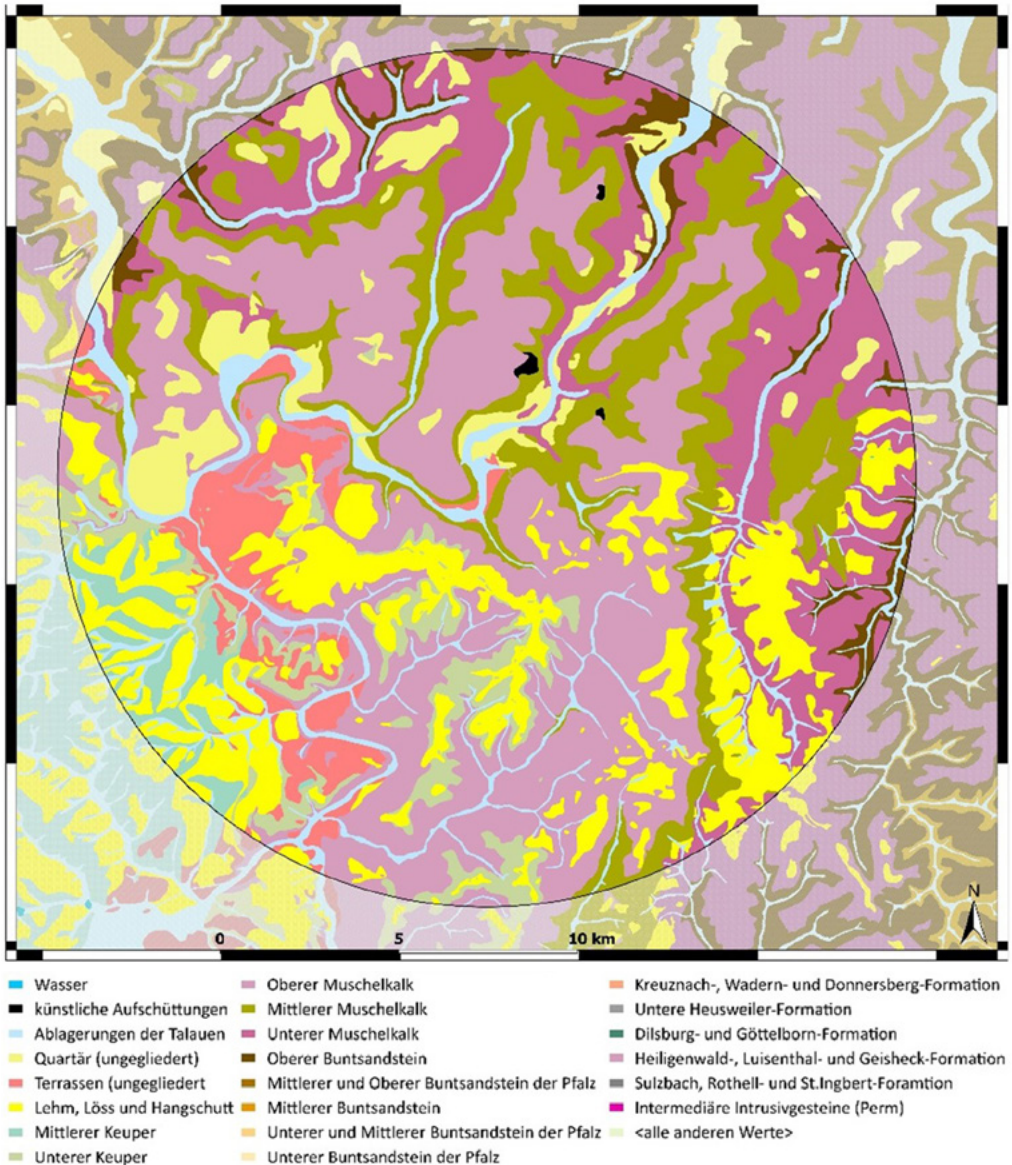 N
0 5 10 km
Wasser
künstliche Aufschüttungen
Ablagerungen der Talauen
Quartär (ungegliedert)
Terrassen (ungegliedert
Lehm, Löss und Hangschutt
Mittlerer Keuper
Unterer Keuper
Oberer Muschelkalk
Mittlerer Muschelkalk
Unterer Muschelkalk
Oberer Buntsandstein
Mittlerer und Oberer Buntsandstein der Pfalz
Mittlerer Buntsandstein
Unterer und Mittlerer Buntsandstein der Pfalz
Unterer Buntsandstein der Pfalz
Kreuznach-, Wadern- und Donnersberg-Formation
Untere Heusweiler-Formation
Dilsburg- und Göttelborn-Formation
Heiligenwald-, Luisenthal- und Geisheck-Formation
Sulzbach, Rothell- und St.Ingbert-Foramtion
Intermediäre Intrusivgesteine (Perm)
<alle anderen Werte>